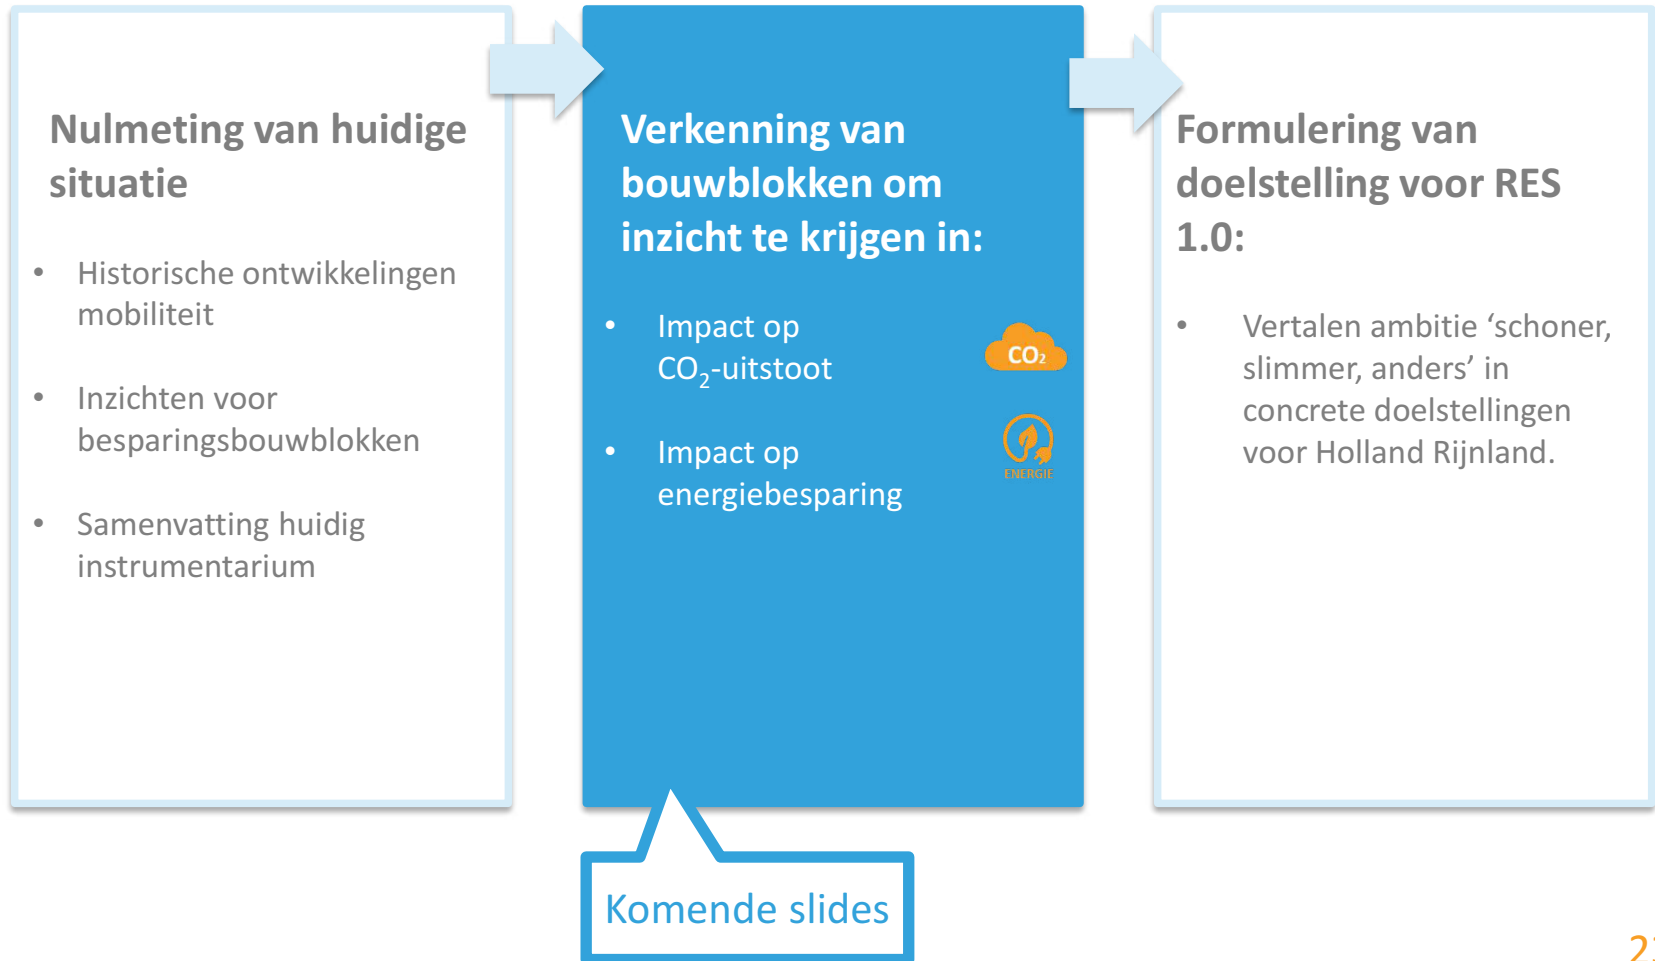 Nulmeting van huidige
situatie
• Historische ontwikkelingen
mobiliteit
• Inzichten voor
besparingsbouwblokken
• Samenvatting huidig
instrumentarium
Verkenning van
bouwblokken om
inzicht te krijgen in:
• Impact op
CO₂-uitstoot
CO₂
• Impact op
energiebesparing
ENERGIE
Formulering van
doelstelling voor RES
1.0:
• Vertalen ambitie ‘schoner,
slimmer, anders’ in
concrete doelstellingen
voor Holland Rijnland.
Komende slides